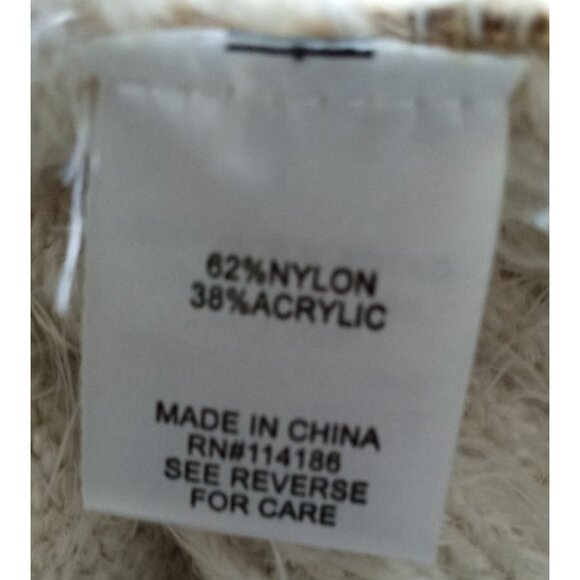 62%NYLON
38%ACRYLIC
MADE IN CHINA
RN#114186
SEE REVERSE
FOR CARE